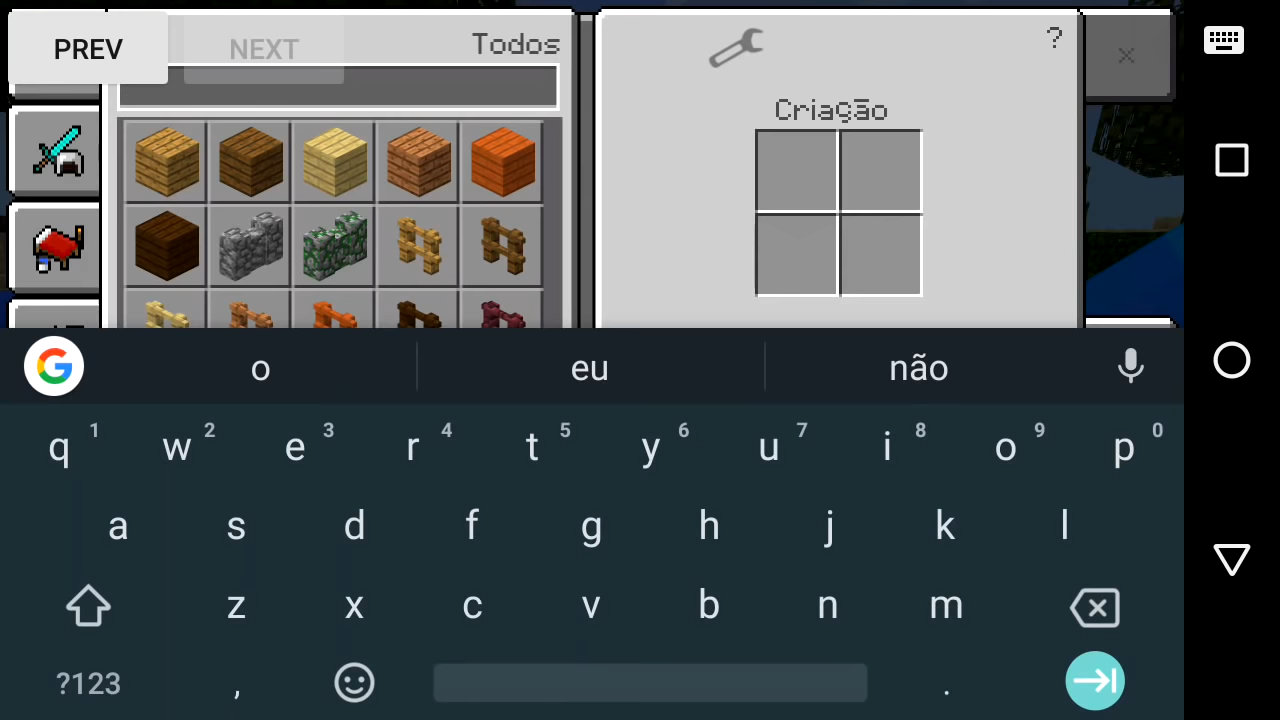 PREV
NEXT
Todos
?
×
Criação
o eu não
q 1 w 2 e 3 r 4 t 5 y 6 u 7 i 8 o 9 p 0
a s d f g h j k l
z x c v b n m
?123 , .